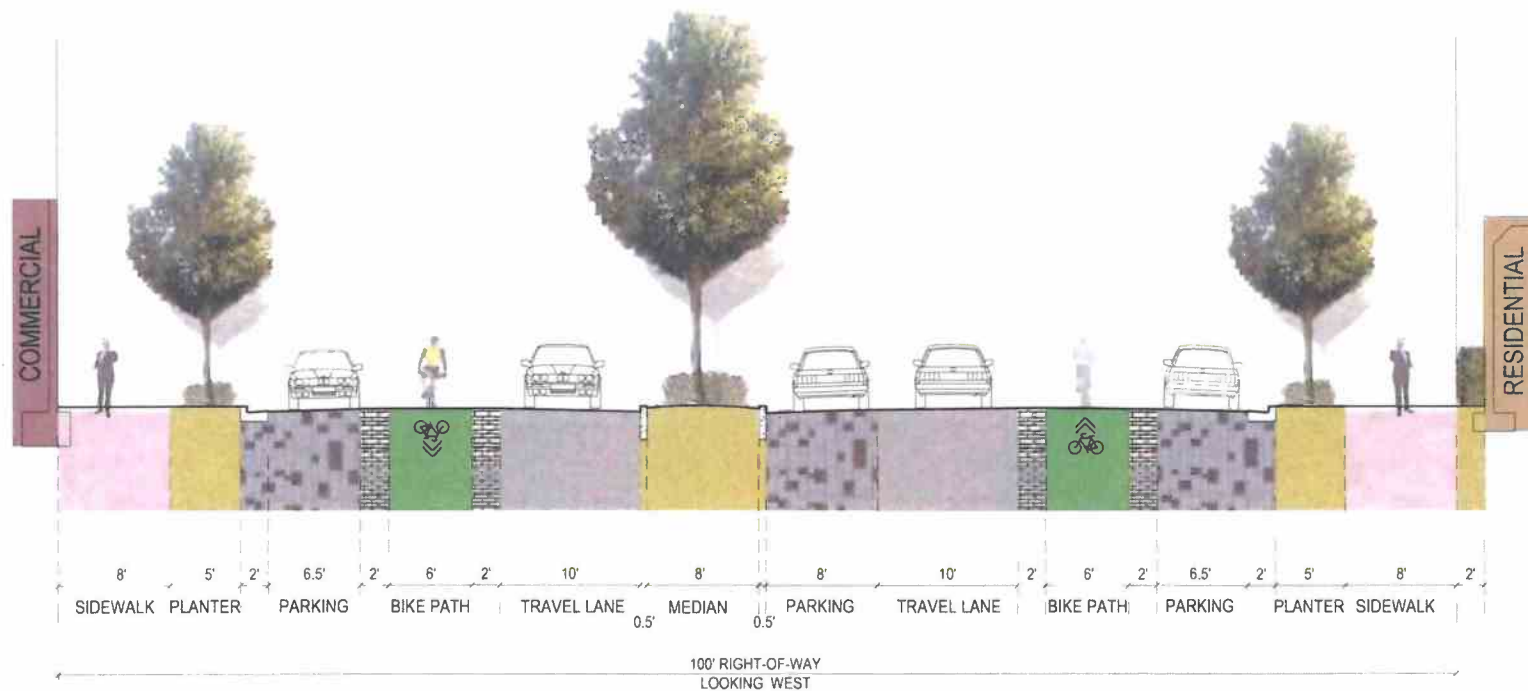 COMMERCIAL
RESIDENTIAL
8' 5' 2' 6.5' 2' 6' 2' 10' 8' 8' 10' 2' 6' 2' 6.5' 2' 5' 8' 2'
SIDEWALK PLANTER PARKING BIKE PATH TRAVEL LANE MEDIAN PARKING TRAVEL LANE BIKE PATH PARKING PLANTER SIDEWALK
0.5' 0.5'
100' RIGHT-OF-WAY
LOOKING WEST